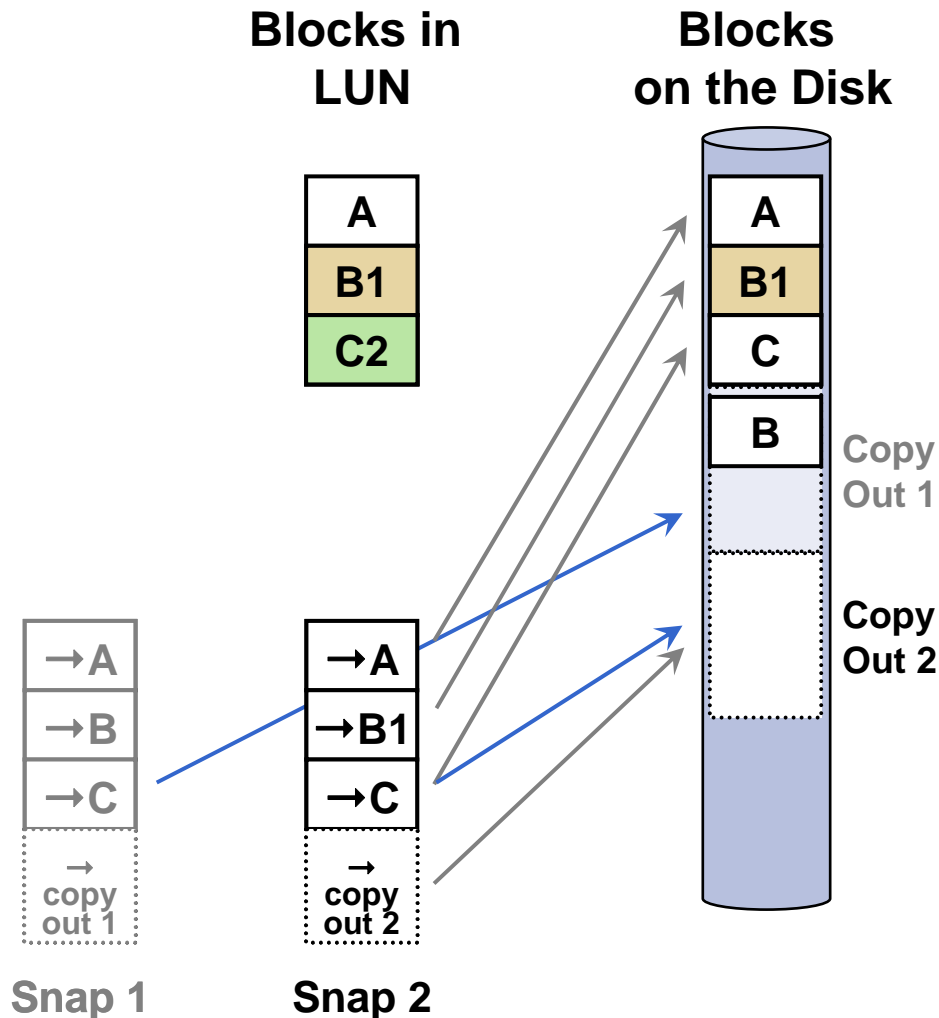 Blocks in
LUN
Blocks
on the Disk
A
B1
C2
A
B1
C
B
Copy
Out 1
Copy
Out 2
→A
→B
→C
→
copy
out 1
Snap 1
→A
→B1
→C
→
copy
out 2
Snap 2